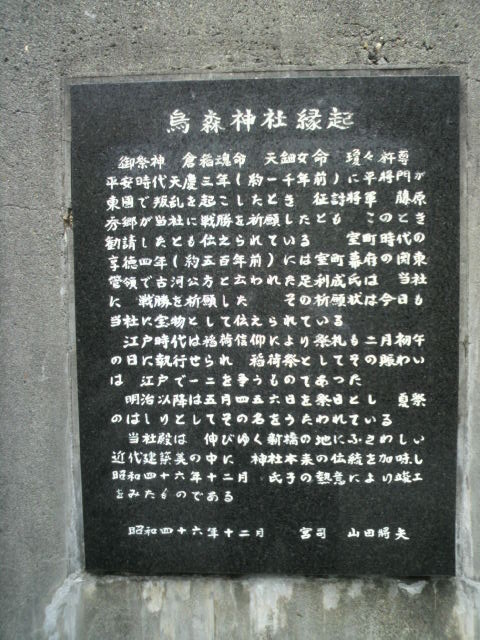 烏森神社縁起
御祭神 倉稲魂命 天鈿女命 瓊々杵尊
平安時代天慶三年(約一千年前)に平將門が
東國で叛乱を起こしたとき 征討將軍 藤原
秀郷が当社に戦勝を祈願したとも このとき
勧請したとも伝えられている 室町時代の
享徳四年(約五百年前)には室町幕府の関東
管領で古河公方と云われた足利成氏は 当社
に 戦勝を祈願した その祈願状は今日も
当社に宝物として伝えられている
江戸時代は稲荷信仰により祭礼も二月初午
の日に執行せられ 稲荷祭としてその賑わい
は 江戸で一二を争うものであった
明治以降は五月四五六日を祭日とし 夏祭
のはしりとしてその名をうたわれている
当社殿は 伸びゆく新橋の地にふさわしい
近代建築美の中に 神社本来の伝統を加味し
昭和四十六年十二月 氏子の熱意により竣工
をみたものである
昭和四十六年十二月 宮司 山田將夫